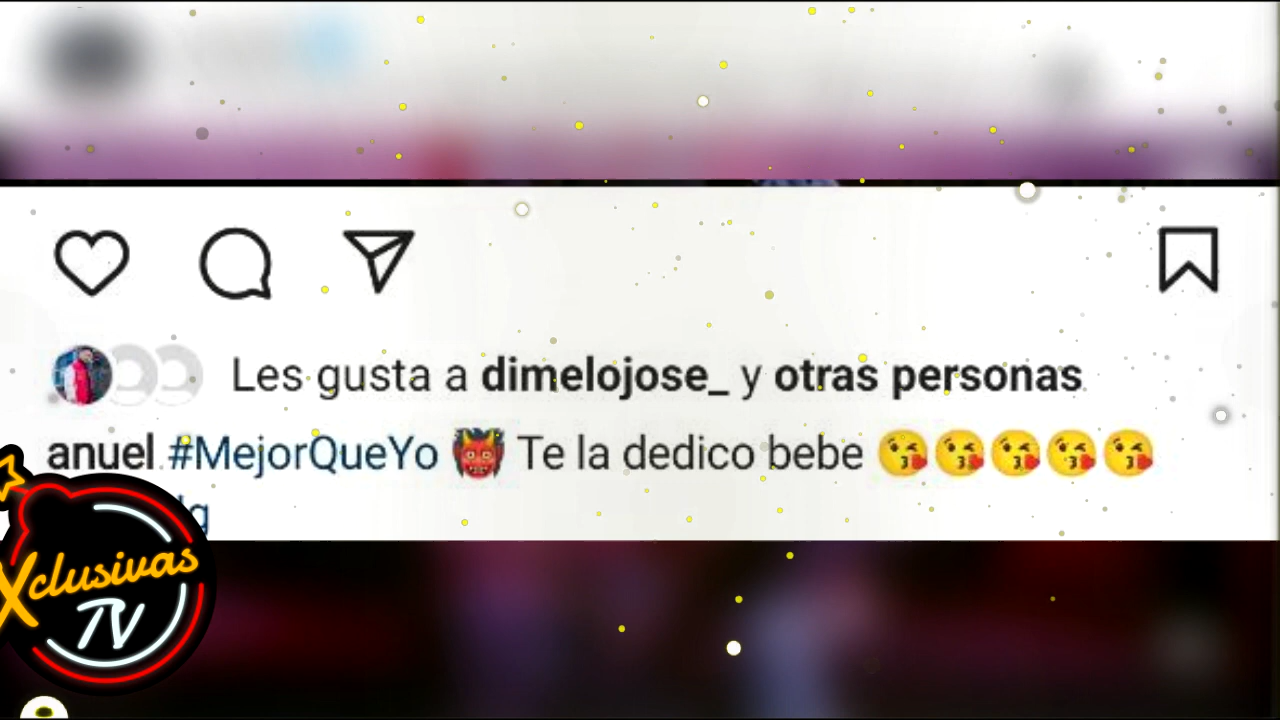 Les gusta a dimelojose_ y otras personas
anuel #MejorQueYo 👹 Te la dedico bebe 😘😘😘😘😘
Xclusivas
TV